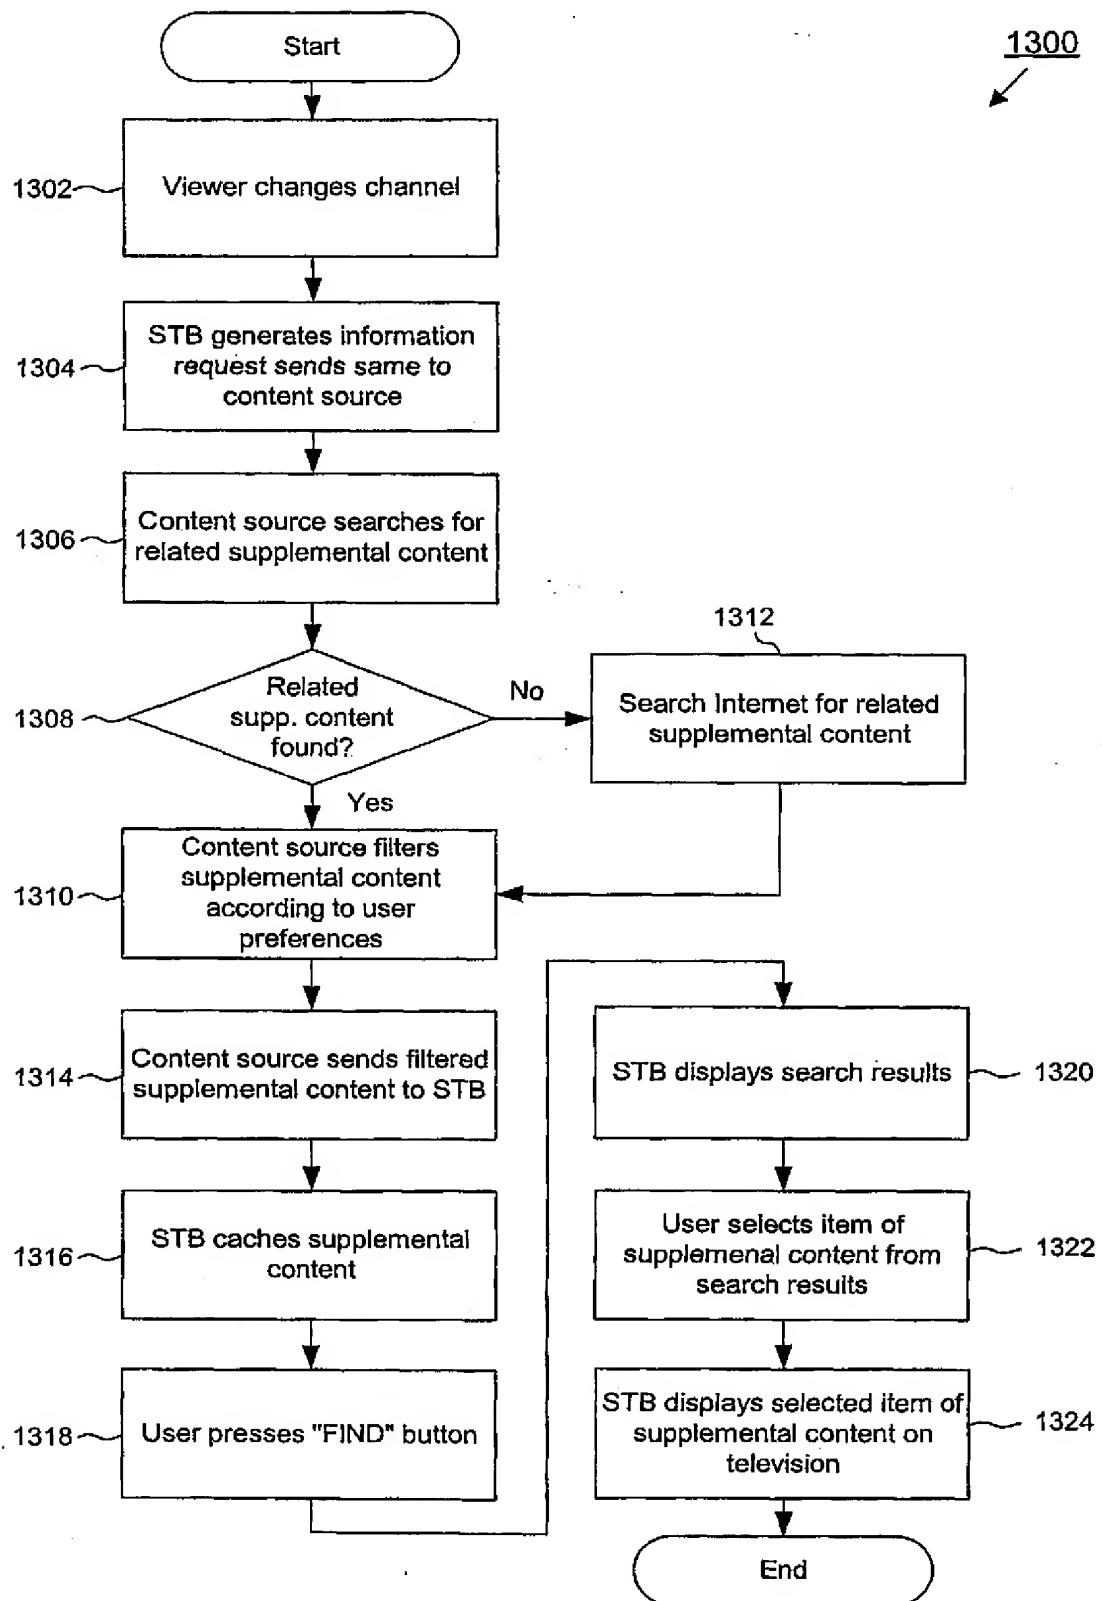 Start
1300
1302
Viewer changes channel
1304
STB generates information
request sends same to
content source
1306
Content source searches for
related supplemental content
1308
Related
supp. content
found?
No
Yes
1312
Search Internet for related
supplemental content
1310
Content source filters
supplemental content
according to user
preferences
1314
Content source sends filtered
supplemental content to STB
1316
STB caches supplemental
content
1318
User presses "FIND" button
STB displays search results
1320
User selects item of
supplemenal content from
search results
1322
STB displays selected item of
supplemental content on
television
1324
End